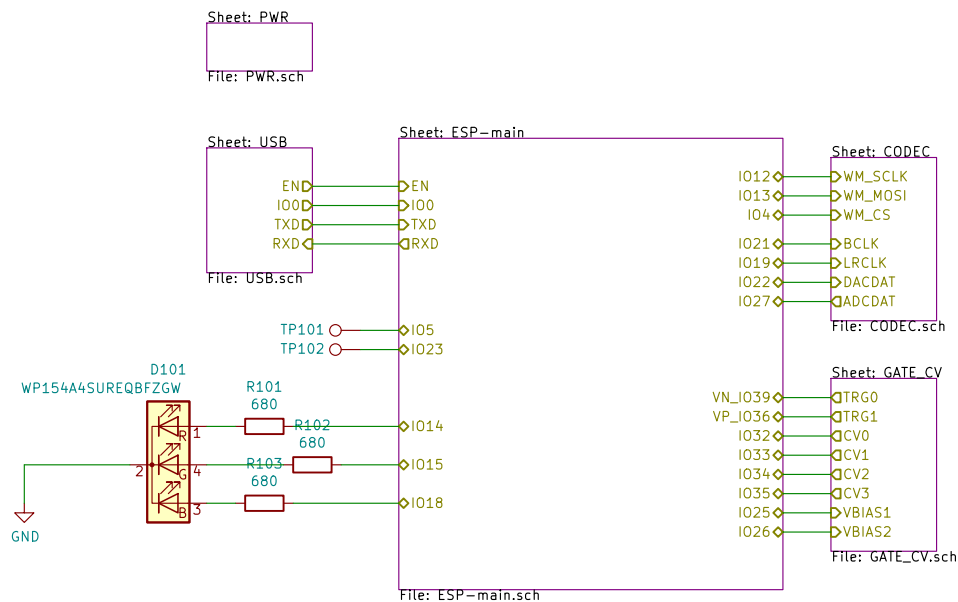 Sheet: PWR
File: PWR.sch
Sheet: USB
EN
IO0
TXD
RXD
File: USB.sch
Sheet: ESP-main
EN
IO0
TXD
RXD
IO5
IO23
IO14
IO15
IO18
IO12
IO13
IO4
IO21
IO19
IO22
IO27
VN_IO39
VP_IO36
IO32
IO33
IO34
IO35
IO25
IO26
File: ESP-main.sch
Sheet: CODEC
WM_SCLK
WM_MOSI
WM_CS
BCLK
LRCLK
DACDAT
ADCDAT
File: CODEC.sch
Sheet: GATE_CV
TRG0
TRG1
CV0
CV1
CV2
CV3
VBIAS1
VBIAS2
File: GATE_CV.sch
TP101
TP102
D101
WP154A4SUREQBFZGW
R 1
2 G 4
B 3
R101
680
R102
680
R103
680
GND